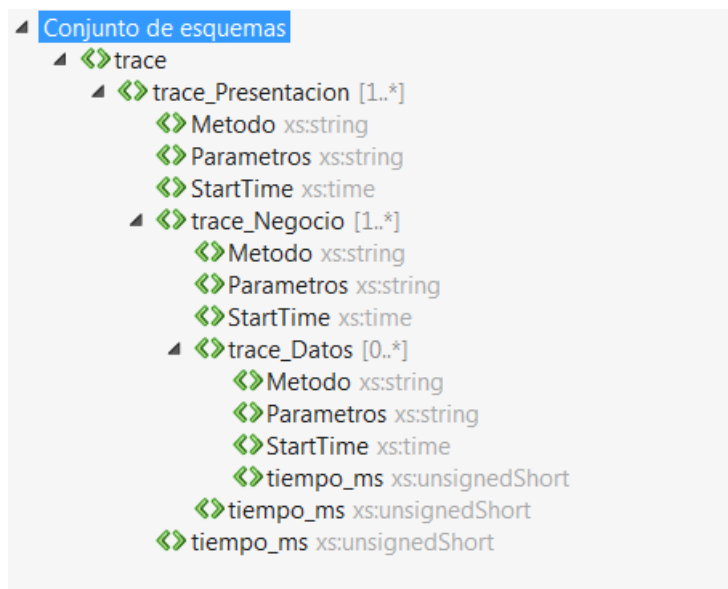 Conjunto de esquemas
trace
trace_Presentacion [1..*]
Metodo xs:string
Parametros xs:string
StartTime xs:time
trace_Negocio [1..*]
Metodo xs:string
Parametros xs:string
StartTime xs:time
trace_Datos [0..*]
Metodo xs:string
Parametros xs:string
StartTime xs:time
tiempo_ms xs:unsignedShort
tiempo_ms xs:unsignedShort
tiempo_ms xs:unsignedShort